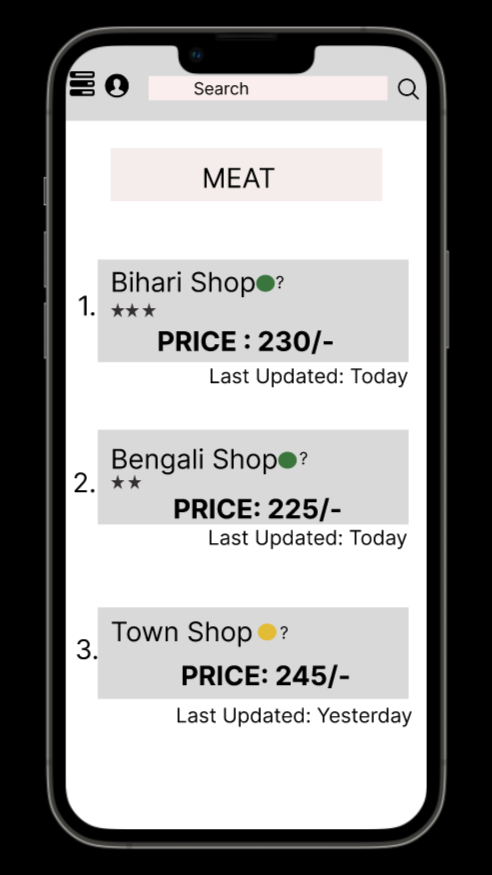 Search
MEAT
1.
Bihari Shop ?
★★★
PRICE : 230/-
Last Updated: Today
2.
Bengali Shop ?
★★
PRICE: 225/-
Last Updated: Today
3.
Town Shop ?
PRICE: 245/-
Last Updated: Yesterday